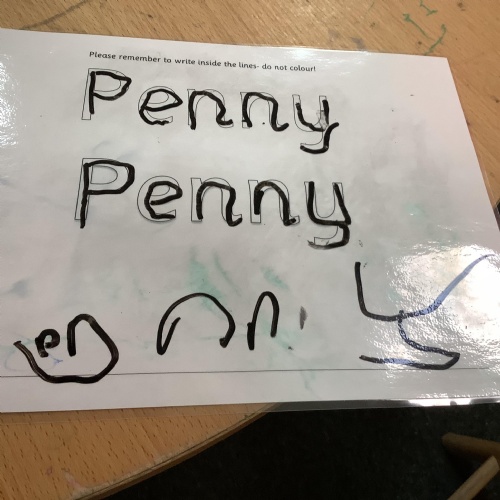 Please remember to write inside the lines- do not colour!
Penny
Penny